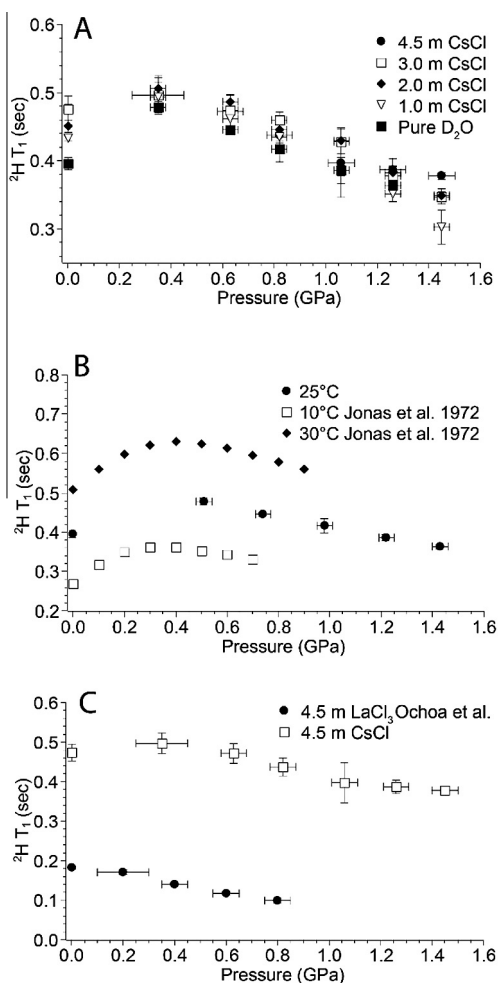 A
0.6
0.5
0.4
0.3
²H T₁ (sec)
4.5 m CsCl
3.0 m CsCl
2.0 m CsCl
1.0 m CsCl
Pure D₂O
0.0 0.2 0.4 0.6 0.8 1.0 1.2 1.4 1.6
Pressure (GPa)
B
0.8
0.7
0.6
0.5
0.4
0.3
0.2
²H T₁ (sec)
25°C
10°C Jonas et al. 1972
30°C Jonas et al. 1972
0.0 0.2 0.4 0.6 0.8 1.0 1.2 1.4 1.6
Pressure (GPa)
C
0.6
0.5
0.4
0.3
0.2
0.1
0.0
²H T₁ (sec)
4.5 m LaCl₃Ochoa et al.
4.5 m CsCl
0.0 0.2 0.4 0.6 0.8 1.0 1.2 1.4 1.6
Pressure (GPa)